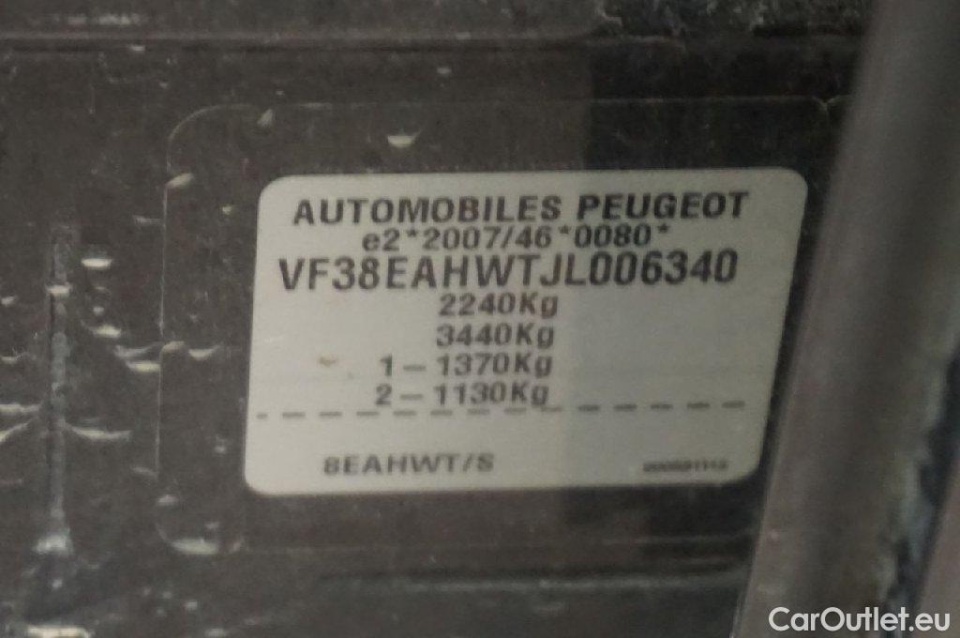 AUTOMOBILES PEUGEOT
e2*2007/46*0080*
VF38EAHWTJL006340
2240Kg
3440Kg
1-1370Kg
2-1130Kg
8EAHWT/S
CarOutlet.eu